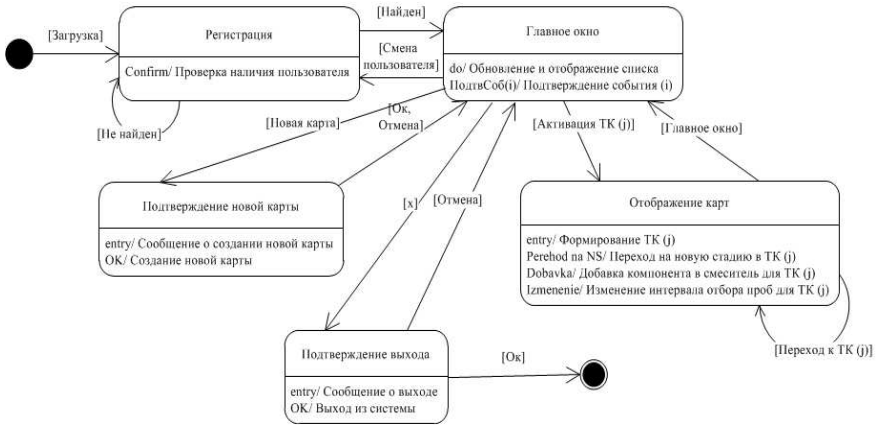 [Загрузка]
Регистрация
Confirm/ Проверка наличия пользователя
[Не найден]
[Найден]
[Смена
пользователя]
Главное окно
do/ Обновление и отображение списка
ПодтвСоб(i)/ Подтверждение события (i)
[Новая карта]
[Ок,
Отмена]
[Активация ТК (j)]
[Главное окно]
Подтверждение новой карты
entry/ Сообщение о создании новой карты
OK/ Создание новой карты
[x]
[Отмена]
Отображение карт
entry/ Формирование ТК (j)
Perehod na NS/ Переход на новую стадию в ТК (j)
Dobavka/ Добавка компонента в смеситель для ТК (j)
Izmenenie/ Изменение интервала отбора проб для ТК (j)
[Переход к ТК (j)]
Подтверждение выхода
entry/ Сообщение о выходе
OK/ Выход из системы
[Ок]